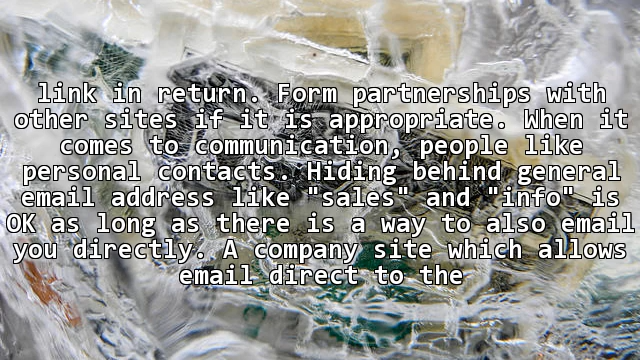 link in return. Form partnerships with
other sites if it is appropriate. When it
comes to communication, people like
personal contacts. Hiding behind general
email address like "sales" and "info" is
OK as long as there is a way to also email
you directly. A company site which allows
email direct to the